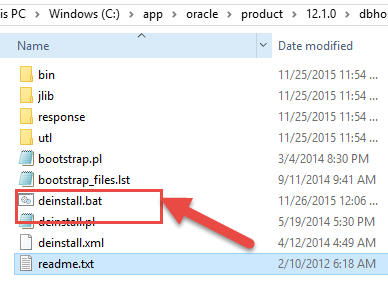 is PC › Windows (C:) › app › oracle › product › 12.1.0 › dbho
Name Date modified
bin 11/25/2015 11:54 ...
jlib 11/25/2015 11:54 ...
response 11/25/2015 11:54 ...
utl 11/25/2015 11:54 ...
bootstrap.pl 3/4/2014 8:30 PM
bootstrap_files.lst 9/11/2014 9:41 AM
deinstall.bat 11/26/2015 12:06 ...
deinstall.pl 5/19/2014 5:30 PM
deinstall.xml 4/12/2014 4:49 AM
readme.txt 2/10/2012 6:18 AM